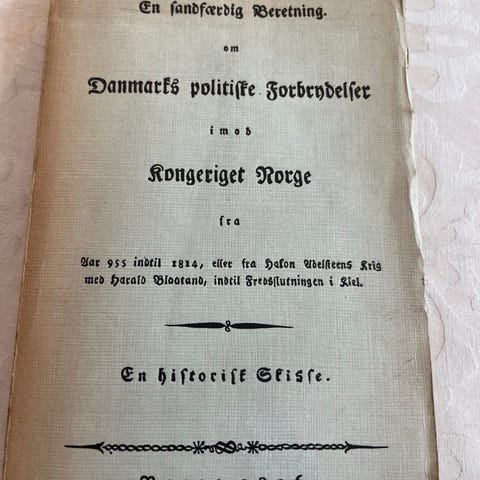 En sandfærdig Beretning.
om
Danmarks politiske Forbrydelser
imod
Kongeriget Norge
fra
Aar 955 indtil 1814, eller fra Hakon Adelsteens Krig
med Harald Blaatand, indtil Fredsslutningen i Kiel.
En historisk Skisse.